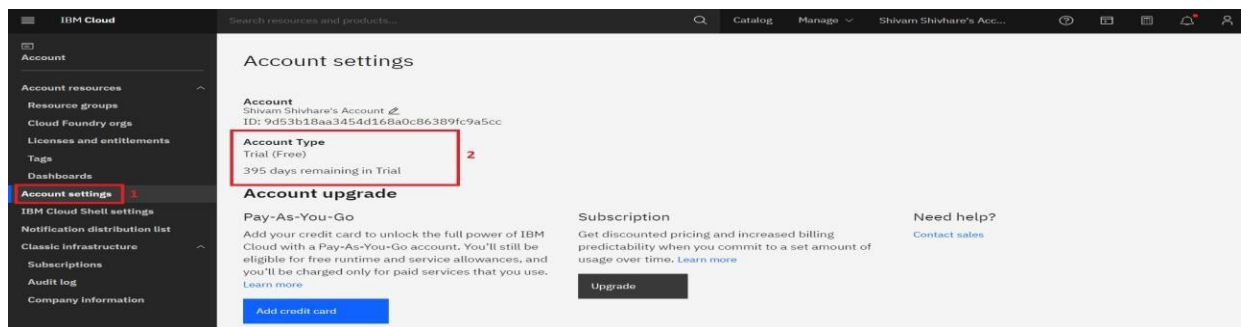 IBM Cloud
Search resources and products...
Catalog
Manage
Shivam Shivhare's Acc...
Account
Account resources
Resource groups
Cloud Foundry orgs
Licenses and entitlements
Tags
Dashboards
Account settings 1
IBM Cloud Shell settings
Notification distribution list
Classic infrastructure
Subscriptions
Audit log
Company information
Account settings
Account
Shivam Shivhare's Account
ID: 9d53b18aa3454d168a0c86389fc9a5cc
Account Type
Trial (Free)
2
395 days remaining in Trial
Account upgrade
Pay-As-You-Go
Add your credit card to unlock the full power of IBM
Cloud with a Pay-As-You-Go account. You'll still be
eligible for free runtime and service allowances, and
you'll be charged only for paid services that you use.
Learn more
Add credit card
Subscription
Get discounted pricing and increased billing
predictability when you commit to a set amount of
usage over time. Learn more
Upgrade
Need help?
Contact sales